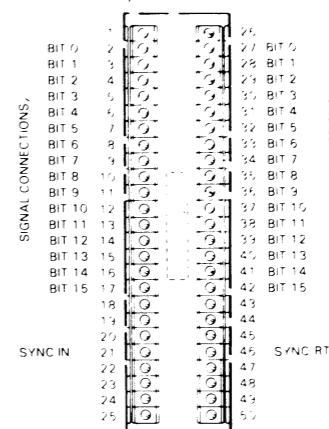 1 26
BIT 0 2 27 BIT 0
BIT 1 3 28 BIT 1
BIT 2 4 29 BIT 2
BIT 3 5 30 BIT 3
BIT 4 6 31 BIT 4
BIT 5 7 32 BIT 5
BIT 6 8 33 BIT 6
BIT 7 9 34 BIT 7
BIT 8 10 35 BIT 8
BIT 9 11 36 BIT 9
BIT 10 12 37 BIT 10
BIT 11 13 38 BIT 11
BIT 12 14 39 BIT 12
BIT 13 15 40 BIT 13
BIT 14 16 41 BIT 14
BIT 15 17 42 BIT 15
18 43
19 44
20 45
SYNC IN 21 46 SYNC RT
22 47
23 48
24 49
25 50
SIGNAL CONNECTIONS,